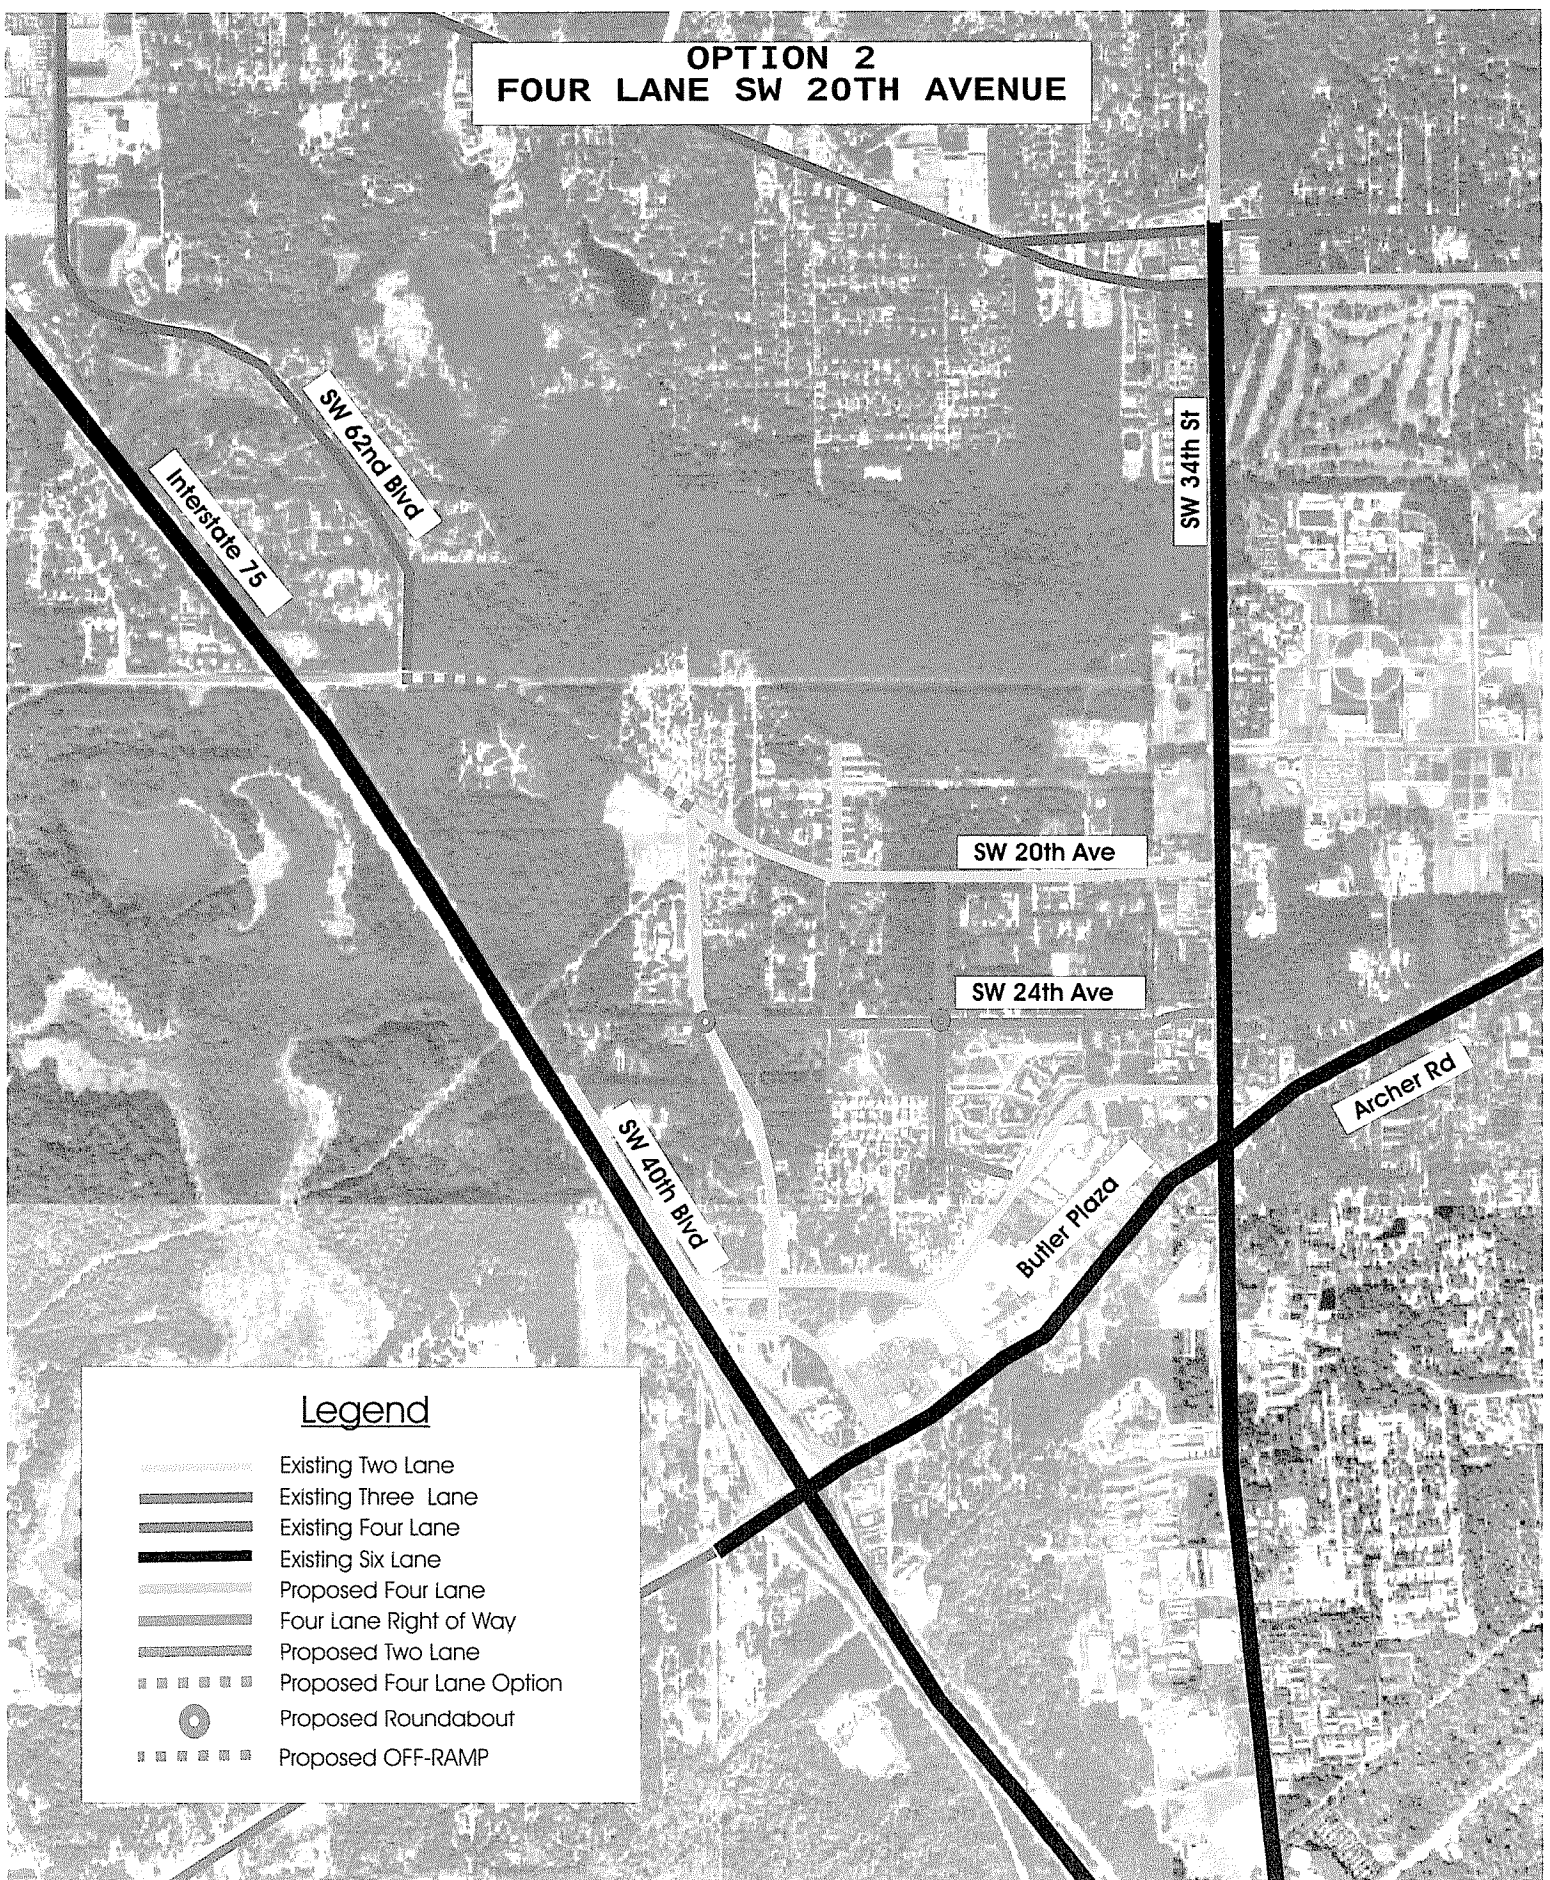 OPTION 2
FOUR LANE SW 20TH AVENUE
SW 62nd Blvd
Interstate 75
SW 34th St
SW 20th Ave
SW 24th Ave
Archer Rd
SW 40th Blvd
Butler Plaza
Legend
Existing Two Lane
Existing Three Lane
Existing Four Lane
Existing Six Lane
Proposed Four Lane
Four Lane Right of Way
Proposed Two Lane
Proposed Four Lane Option
Proposed Roundabout
Proposed OFF-RAMP